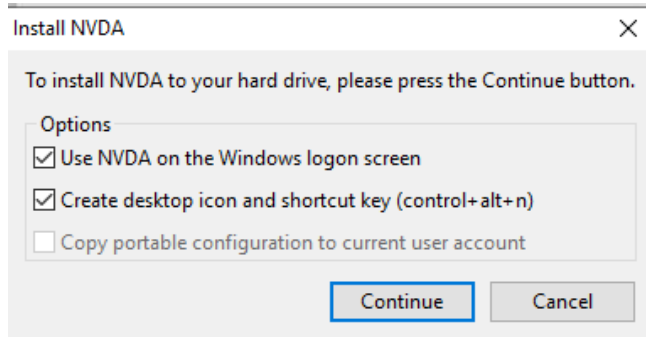 Install NVDA
To install NVDA to your hard drive, please press the Continue button.
Options
Use NVDA on the Windows logon screen
Create desktop icon and shortcut key (control+alt+n)
Copy portable configuration to current user account
Continue
Cancel